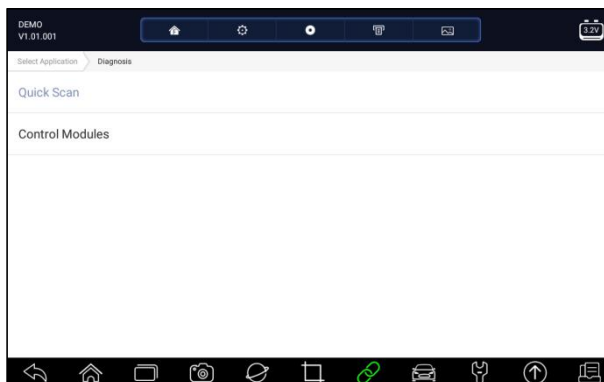 DEMO
V1.01.001
3.2V
Select Application
Diagnosis
Quick Scan
Control Modules